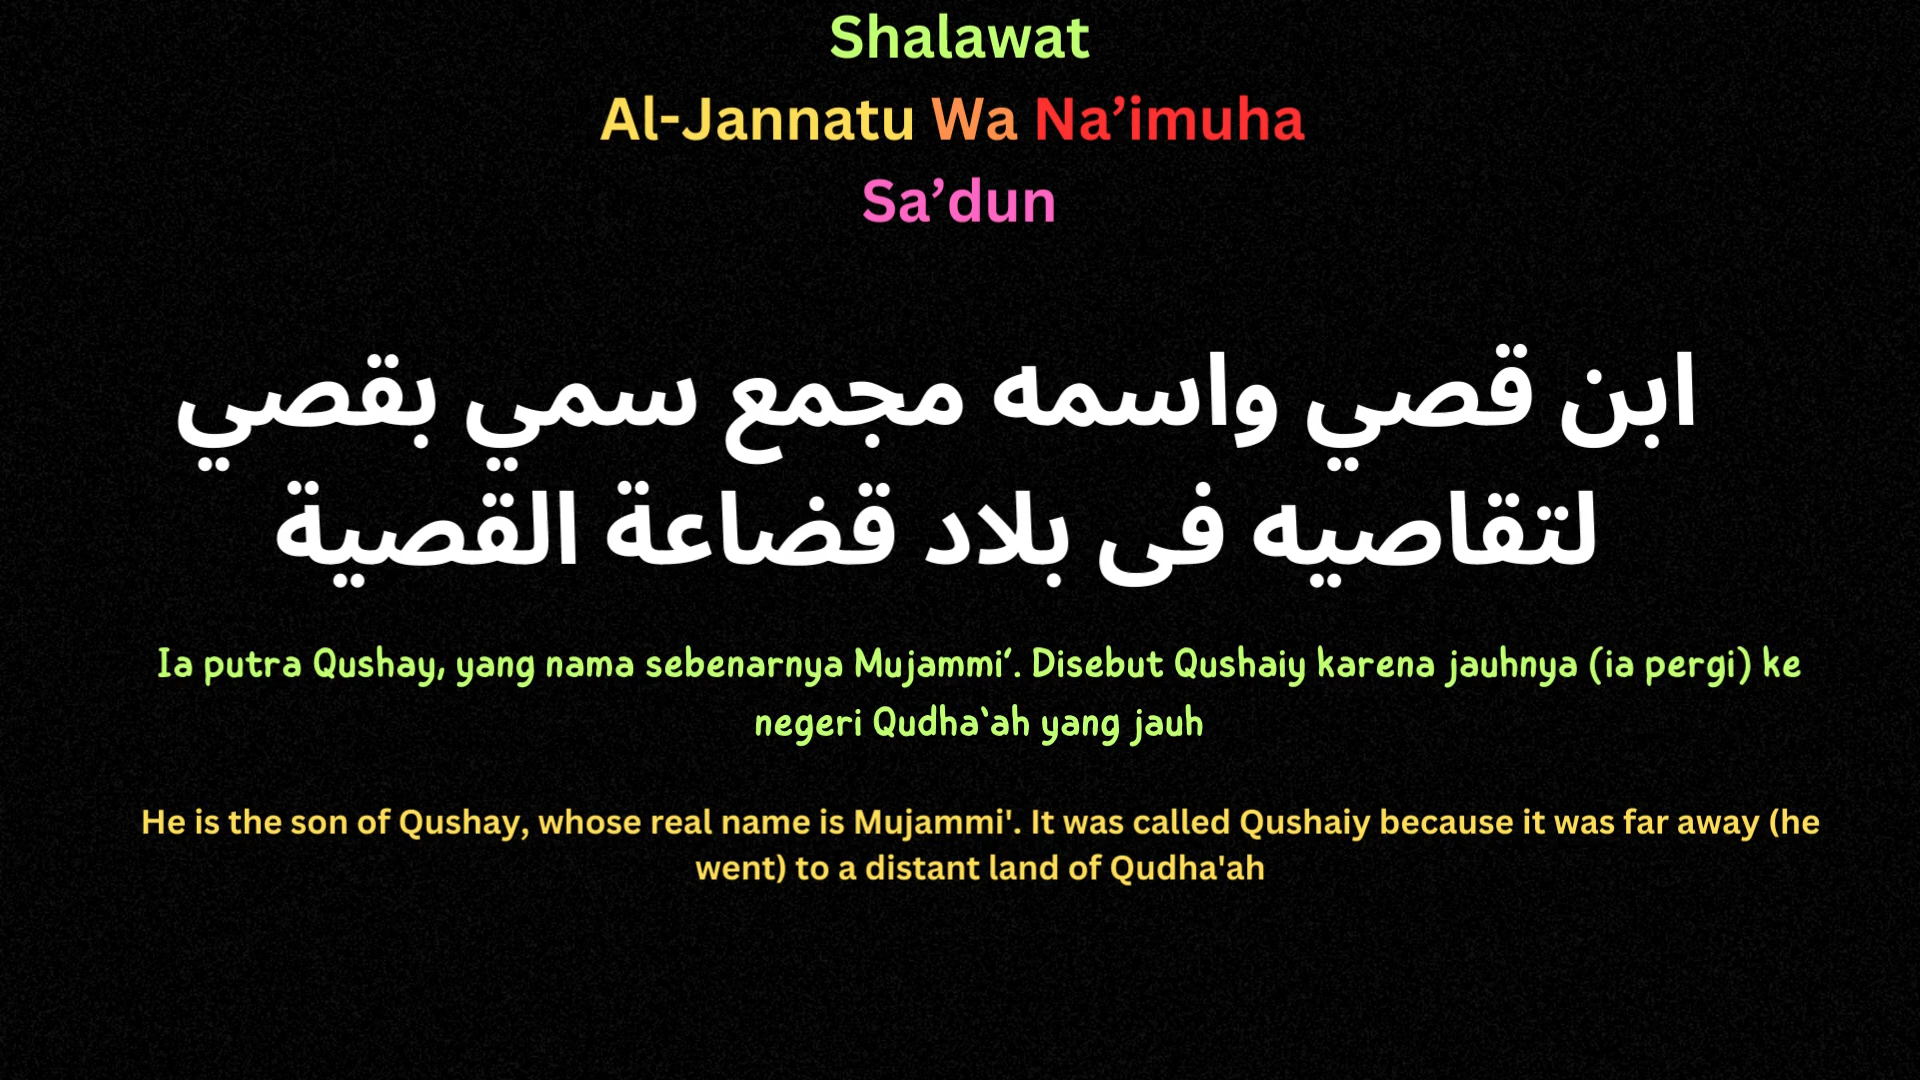 Shalawat
Al-Jannatu Wa Na’imuha
Sa’dun
ابن قصي واسمه مجمع سمي بقصي
لتقاصيه فى بلاد قضاعة القصية
Ia putra Qushay, yang nama sebenarnya Mujammi’. Disebut Qushaiy karena jauhnya (ia pergi) ke
negeri Qudha‘ah yang jauh
He is the son of Qushay, whose real name is Mujammi'. It was called Qushaiy because it was far away (he
went) to a distant land of Qudha'ah